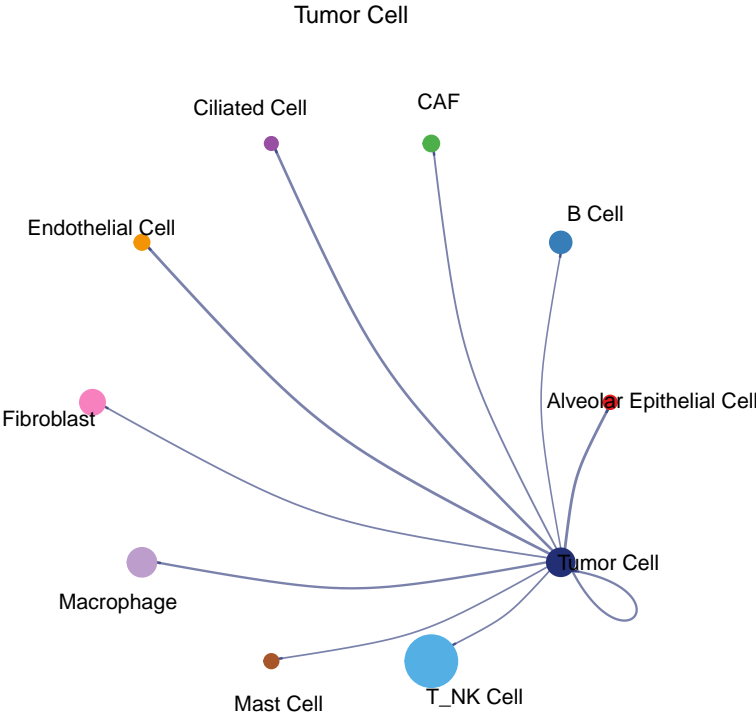 Tumor Cell
CAF
Ciliated Cell
B Cell
Endothelial Cell
Alveolar Epithelial Cell
Fibroblast
Tumor Cell
Macrophage
T_NK Cell
Mast Cell